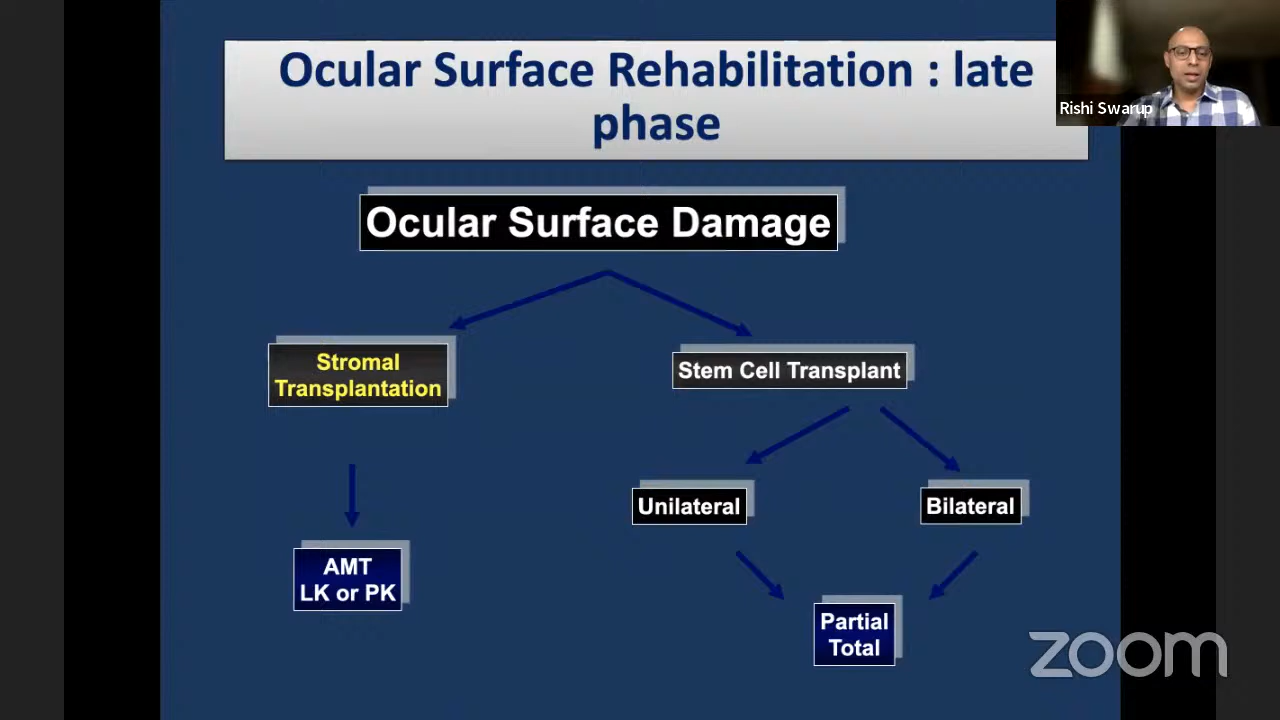 Ocular Surface Rehabilitation : late
phase
Rishi Swarup
Ocular Surface Damage
Stromal
Transplantation
Stem Cell Transplant
Unilateral
Bilateral
AMT
LK or PK
Partial
Total
zoom